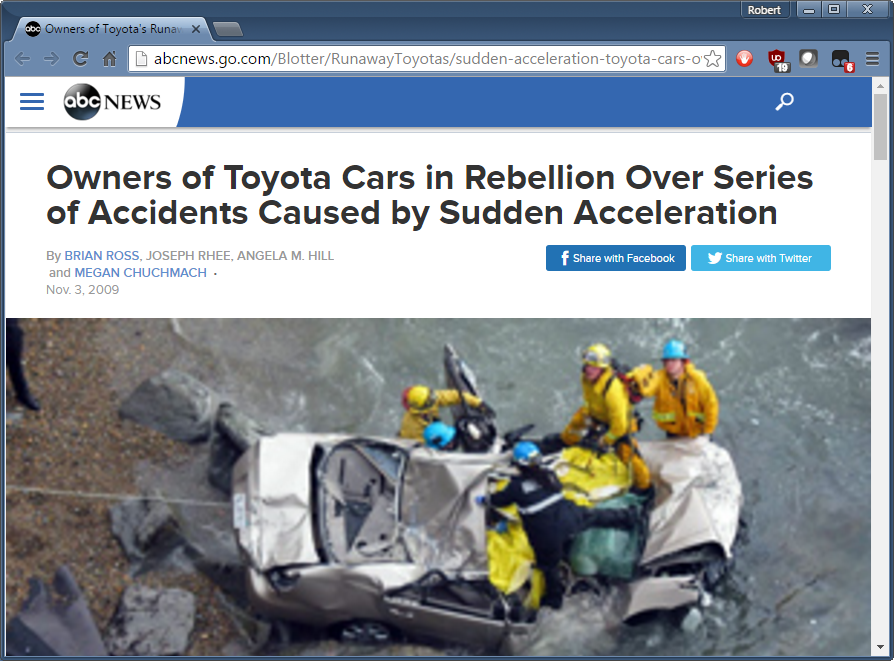 Robert
abc Owners of Toyota's Runa
abcnews.go.com/Blotter/RunawayToyotas/sudden-acceleration-toyota-cars-o
UO
19
6
abc NEWS
Owners of Toyota Cars in Rebellion Over Series
of Accidents Caused by Sudden Acceleration
By BRIAN ROSS, JOSEPH RHEE, ANGELA M. HILL
and MEGAN CHUCHMACH •
Nov. 3, 2009
f Share with Facebook
Share with Twitter